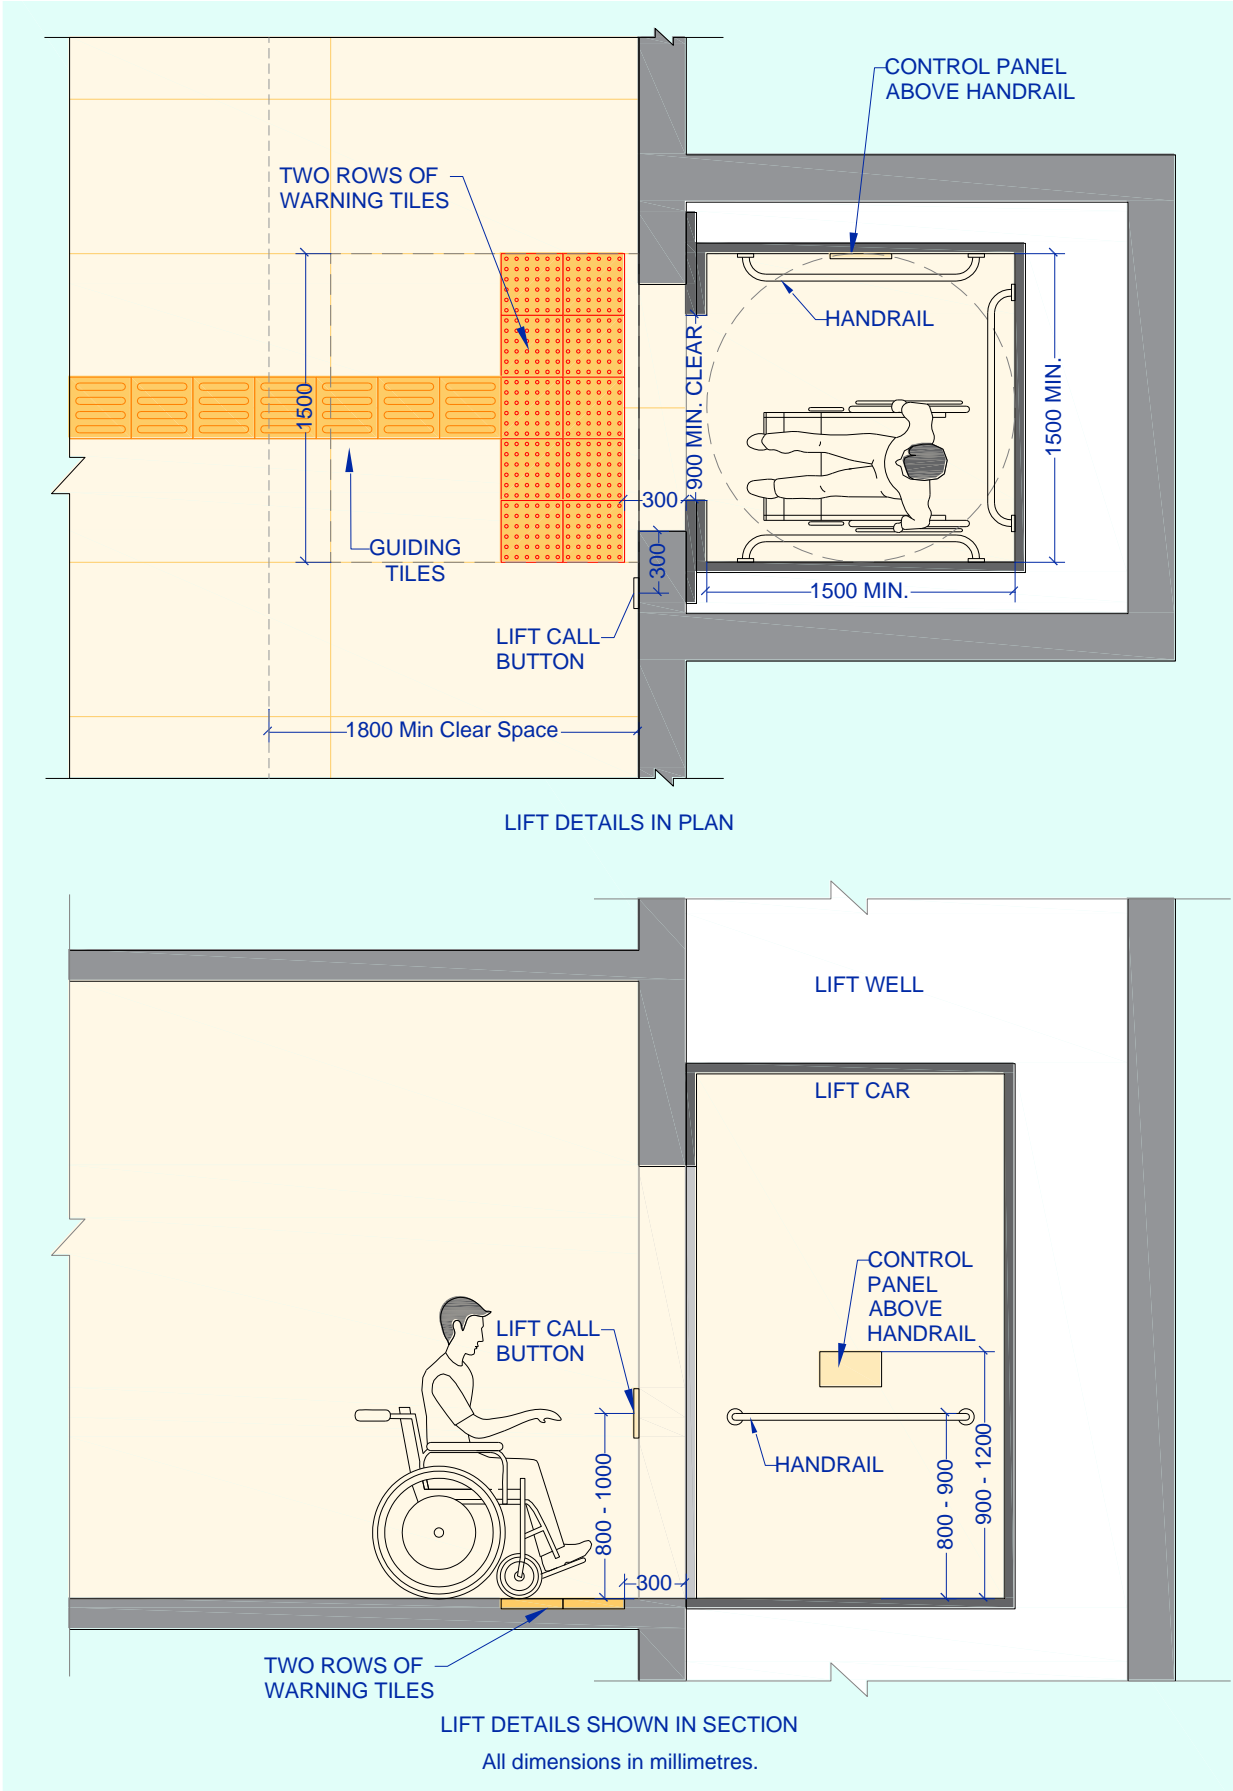 CONTROL PANEL
ABOVE HANDRAIL
TWO ROWS OF
WARNING TILES
HANDRAIL
900 MIN. CLEAR
1500 MIN.
1500
300
300
GUIDING
TILES
1500 MIN.
LIFT CALL
BUTTON
1800 Min Clear Space
LIFT DETAILS IN PLAN
LIFT WELL
LIFT CAR
CONTROL
PANEL
ABOVE
HANDRAIL
LIFT CALL
BUTTON
HANDRAIL
800 - 1000
800 - 900
900 - 1200
300
TWO ROWS OF
WARNING TILES
LIFT DETAILS SHOWN IN SECTION
All dimensions in millimetres.